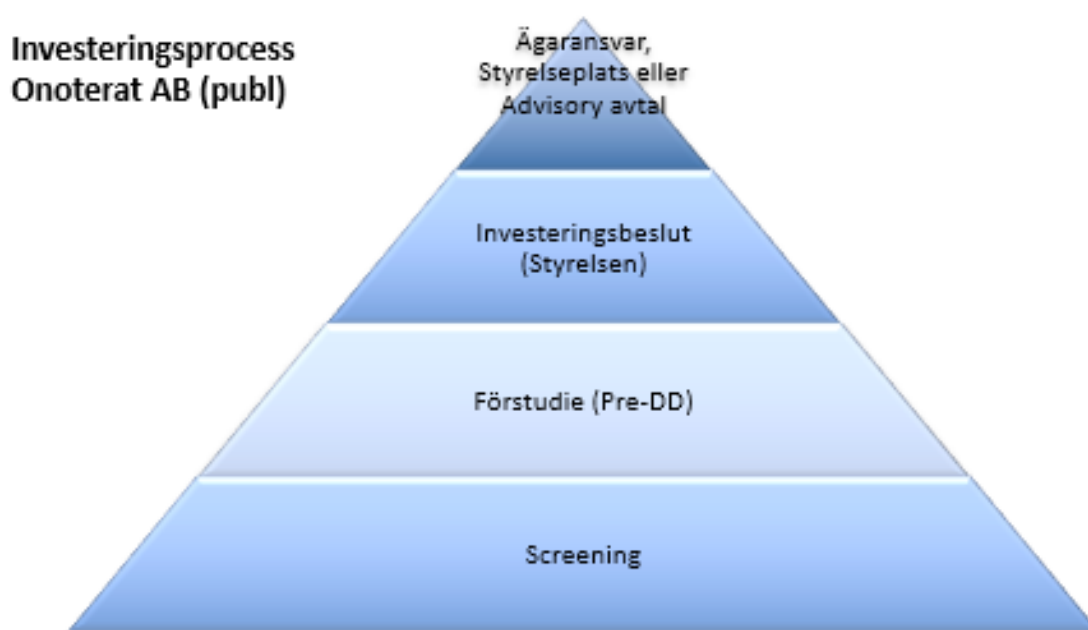 Investeringsprocess
Onoterat AB (publ)
Ägaransvar,
Styrelseplats eller
Advisory avtal
Investeringsbeslut
(Styrelsen)
Förstudie (Pre-DD)
Screening